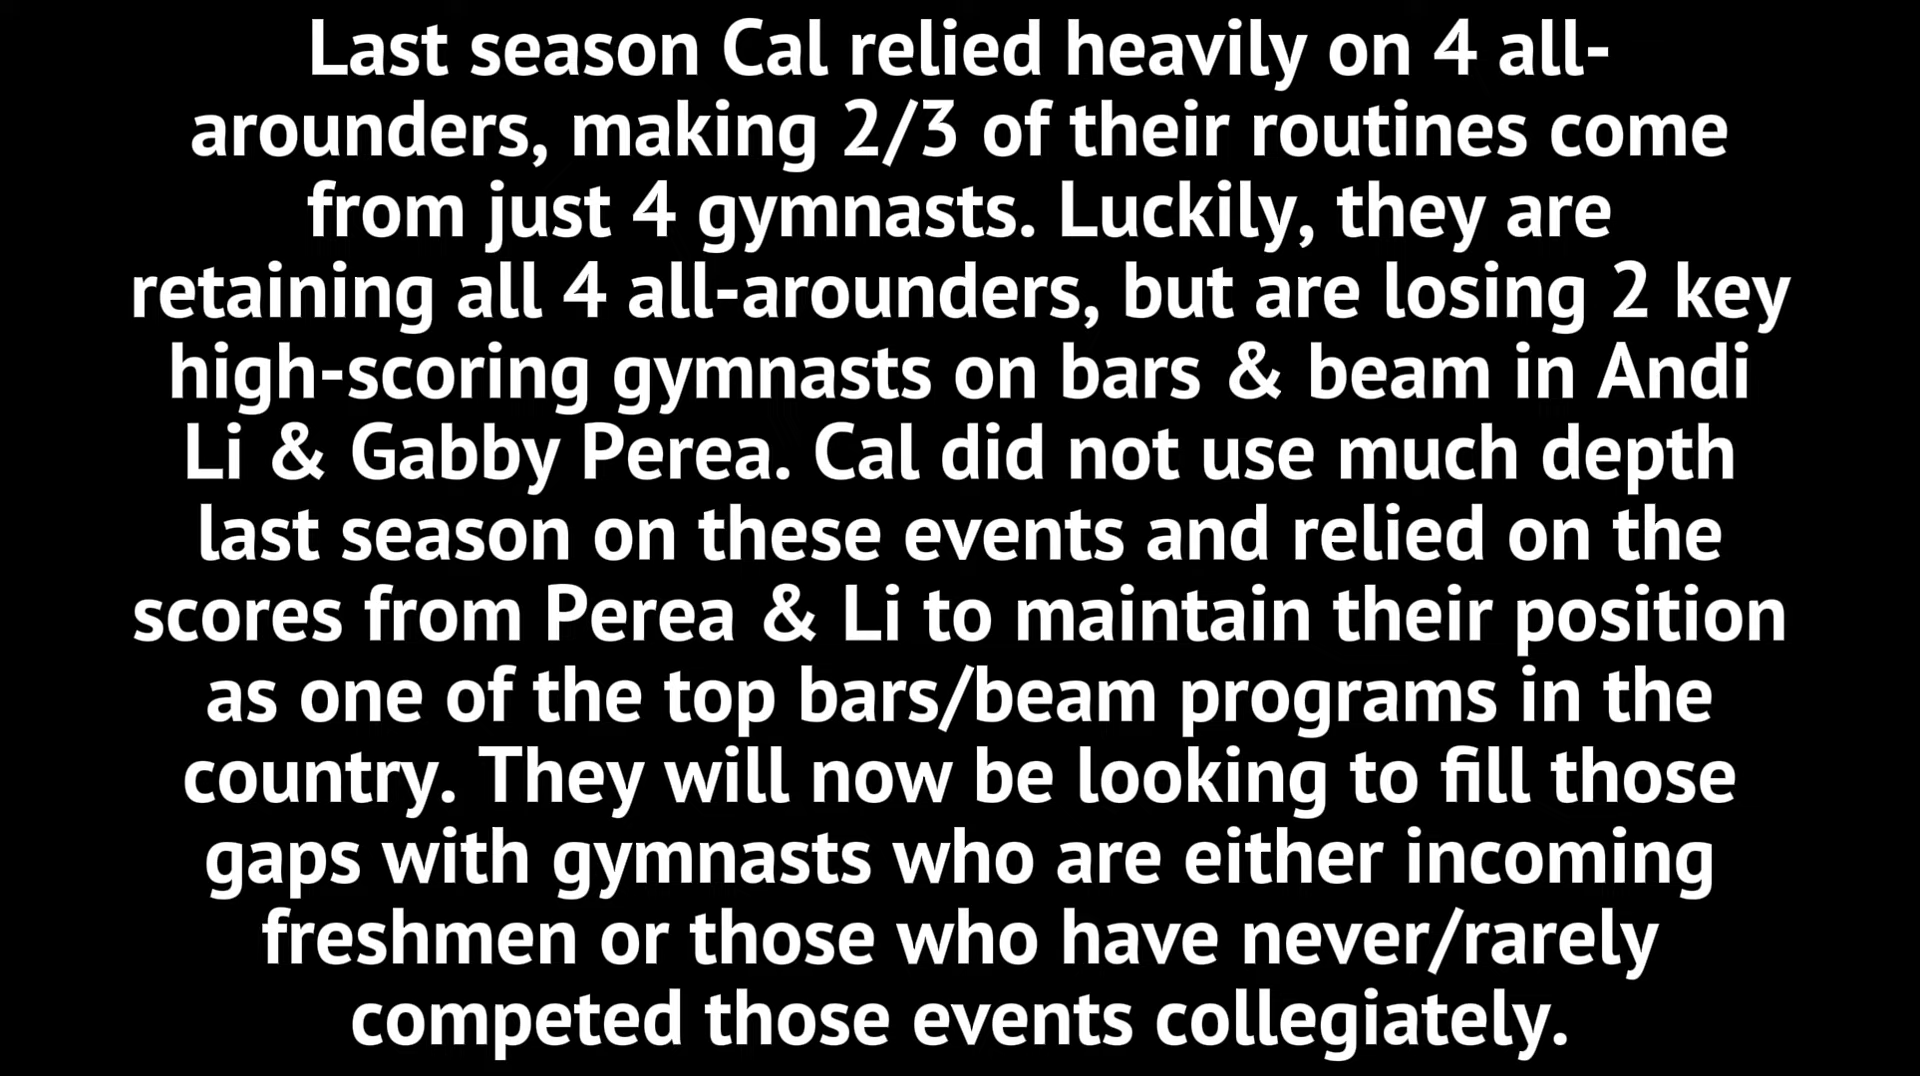 Last season Cal relied heavily on 4 all-
arounders, making 2/3 of their routines come
from just 4 gymnasts. Luckily, they are
retaining all 4 all-arounders, but are losing 2 key
high-scoring gymnasts on bars & beam in Andi
Li & Gabby Perea. Cal did not use much depth
last season on these events and relied on the
scores from Perea & Li to maintain their position
as one of the top bars/beam programs in the
country. They will now be looking to fill those
gaps with gymnasts who are either incoming
freshmen or those who have never/rarely
competed those events collegiately.